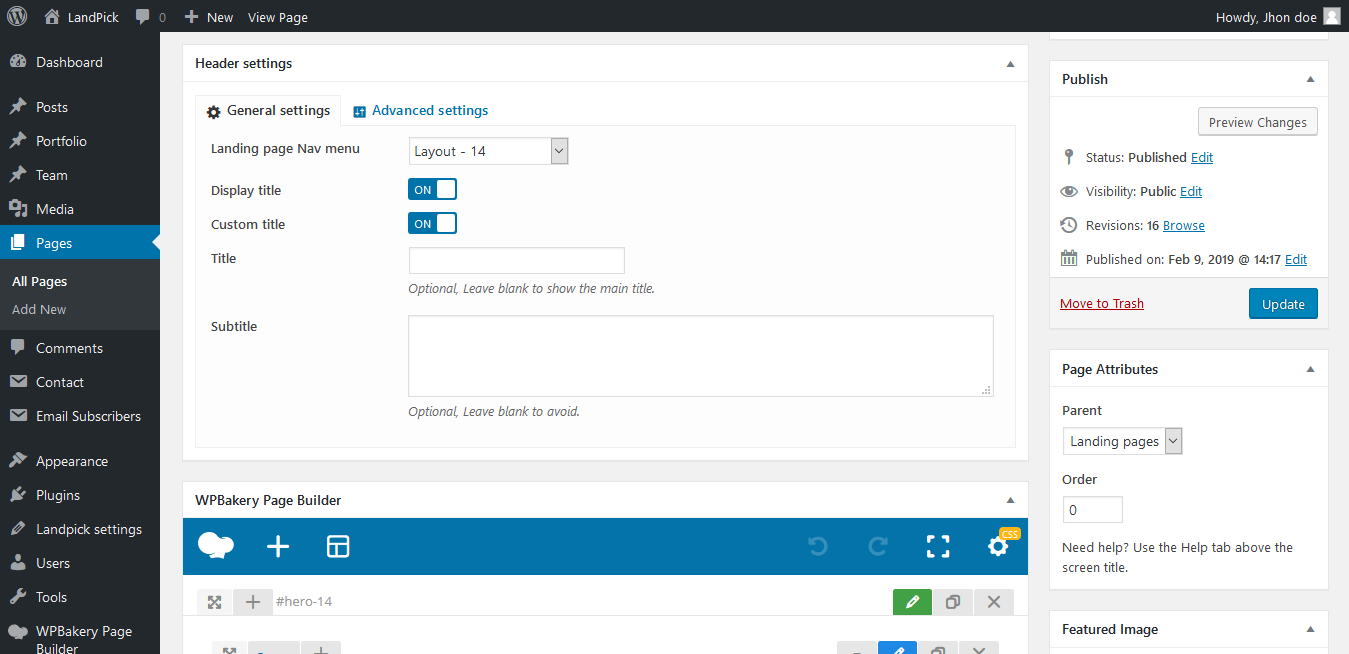 LandPick 0 New View Page Howdy, Jhon doe
Dashboard
Posts
Portfolio
Team
Media
Pages
All Pages
Add New
Comments
Contact
Email Subscribers
Appearance
Plugins
Landpick settings
Users
Tools
WPBakery Page
Builder
Header settings
General settings Advanced settings
Landing page Nav menu Layout - 14
Display title ON
Custom title ON
Title
Optional, Leave blank to show the main title.
Subtitle
Optional, Leave blank to avoid.
WPBakery Page Builder
CSS
#hero-14
Publish
Preview Changes
Status: Published Edit
Visibility: Public Edit
Revisions: 16 Browse
Published on: Feb 9, 2019 @ 14:17 Edit
Move to Trash Update
Page Attributes
Parent
Landing pages
Order
0
Need help? Use the Help tab above the
screen title.
Featured Image